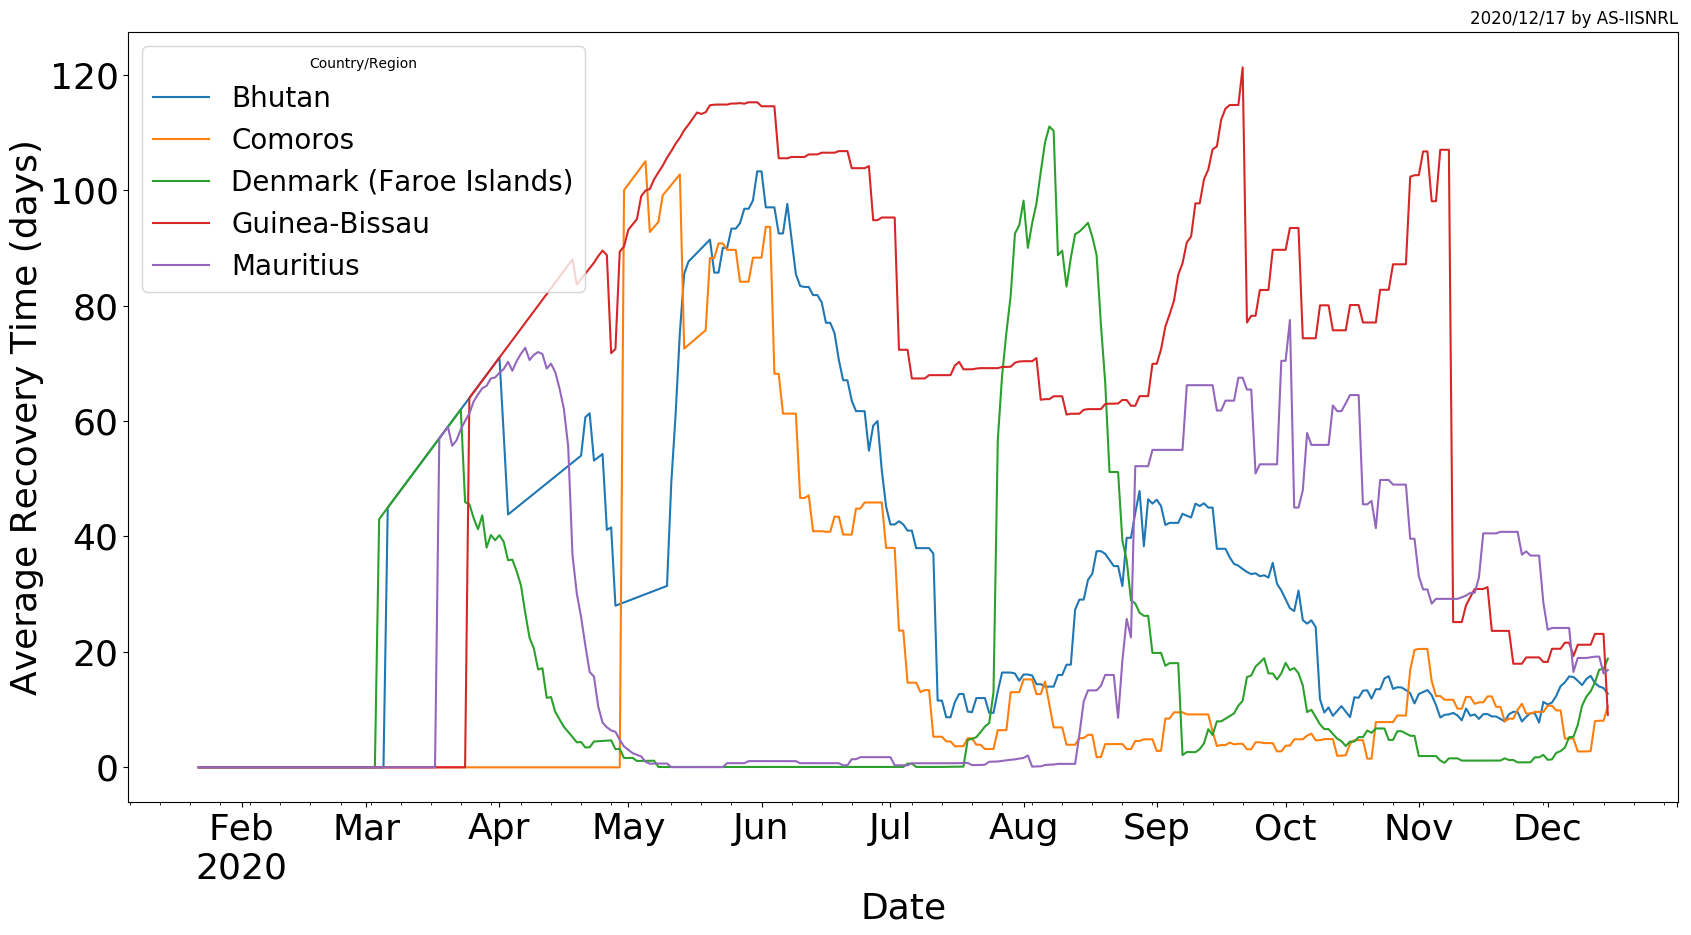 2020/12/17 by AS-IISNRL
Country/Region
Bhutan
Comoros
Denmark (Faroe Islands)
Guinea-Bissau
Mauritius
Average Recovery Time (days)
120
100
80
60
40
20
0
Feb Mar Apr May Jun Jul Aug Sep Oct Nov Dec
2020
Date